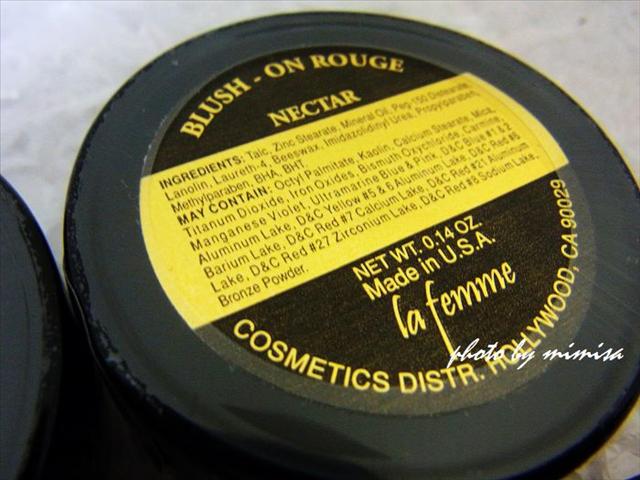 BLUSH - ON ROUGE
NECTAR
INGREDIENTS: Talc, Zinc Stearate, Mineral Oil, Peg 150 Distearate,
Lanolin, Laureth-4, Beeswax, Imidazolidinyl Urea, Propylparaben,
Methylparaben, BHA, BHT.
MAY CONTAIN: Octyl Palmitate, Kaolin, Calcium Stearate, Mica,
Titanum Dioxide, Iron Oxides, Bismuth Oxychloride, Carmine,
Manganese Violet, Ultramarine Blue & Pink, D&C Blue #1 &
Aluminum Lake, D&C Yellow #5 & 6 Aluminum Lake, D&C Red #6
Barium Lake, D&C Red #7 Calcium Lake, D&C Red #21 Aluminum
Lake, D&C Red #27 Zirconium Lake, D&C Red #8 Sodium Lake,
Bronze Powder.
NET WT. 0.14 OZ.
Made in U.S.A.
la femme
COSMETICS DISTR. HOLLYWOOD, CA 90029
photo by mimisa